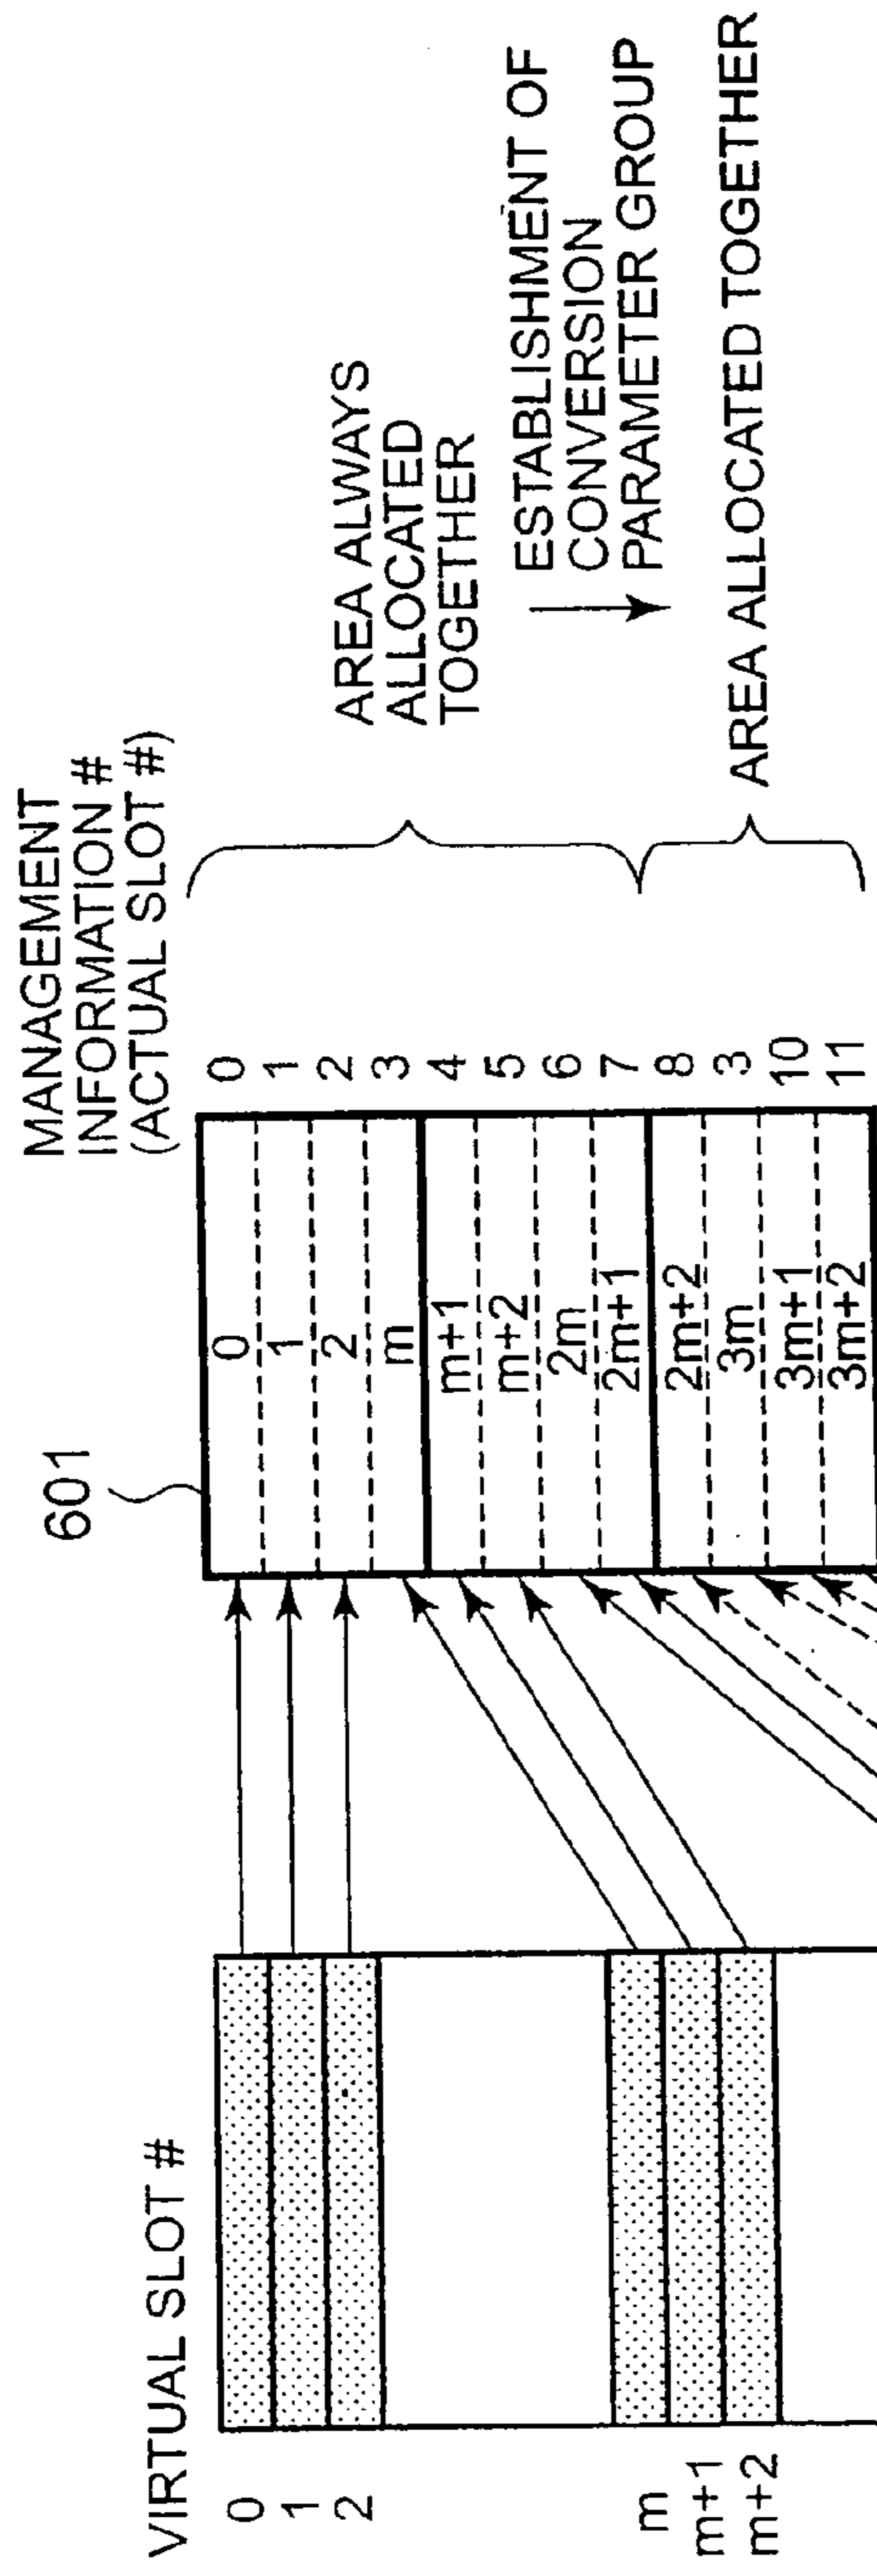 VIRTUAL SLOT #
0
1
2
m
m+1
m+2
601
0
1
2
m
m+1
m+2
2m
2m+1
2m+2
3m
3m+1
3m+2
MANAGEMENT
INFORMATION #
(ACTUAL SLOT #)
0
1
2
3
4
5
6
7
8
3
10
11
AREA ALWAYS
ALLOCATED
TOGETHER
ESTABLISHMENT OF
CONVERSION
PARAMETER GROUP
AREA ALLOCATED TOGETHER